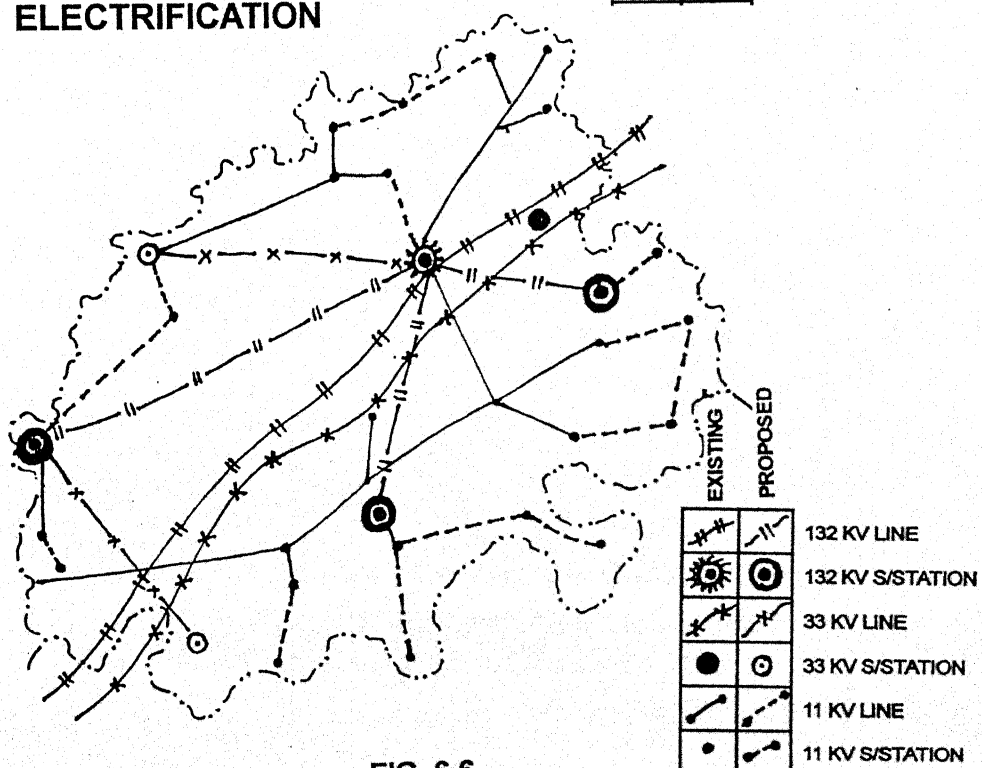 ELECTRIFICATION
EXISTING
PROPOSED
132 KV LINE
132 KV S/STATION
33 KV LINE
33 KV S/STATION
11 KV LINE
11 KV S/STATION